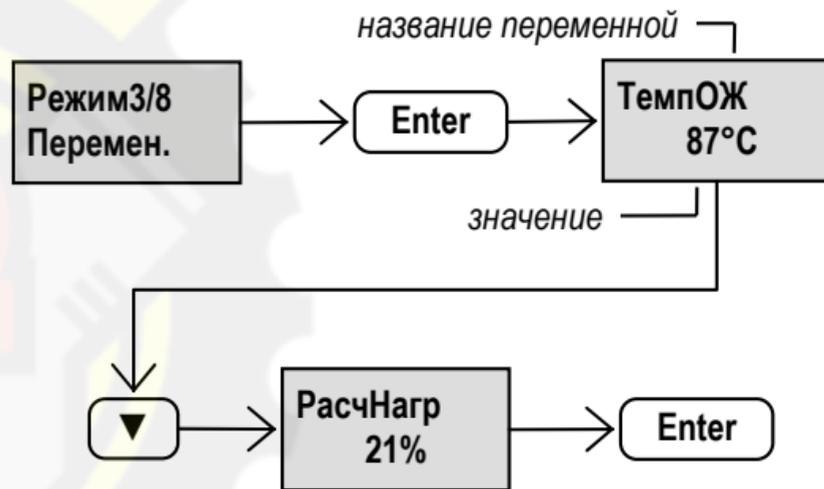 название переменной
Режим3/8
Перемен.
Enter
ТемпОЖ
87°C
значение
▼
РасчНагр
21%
Enter